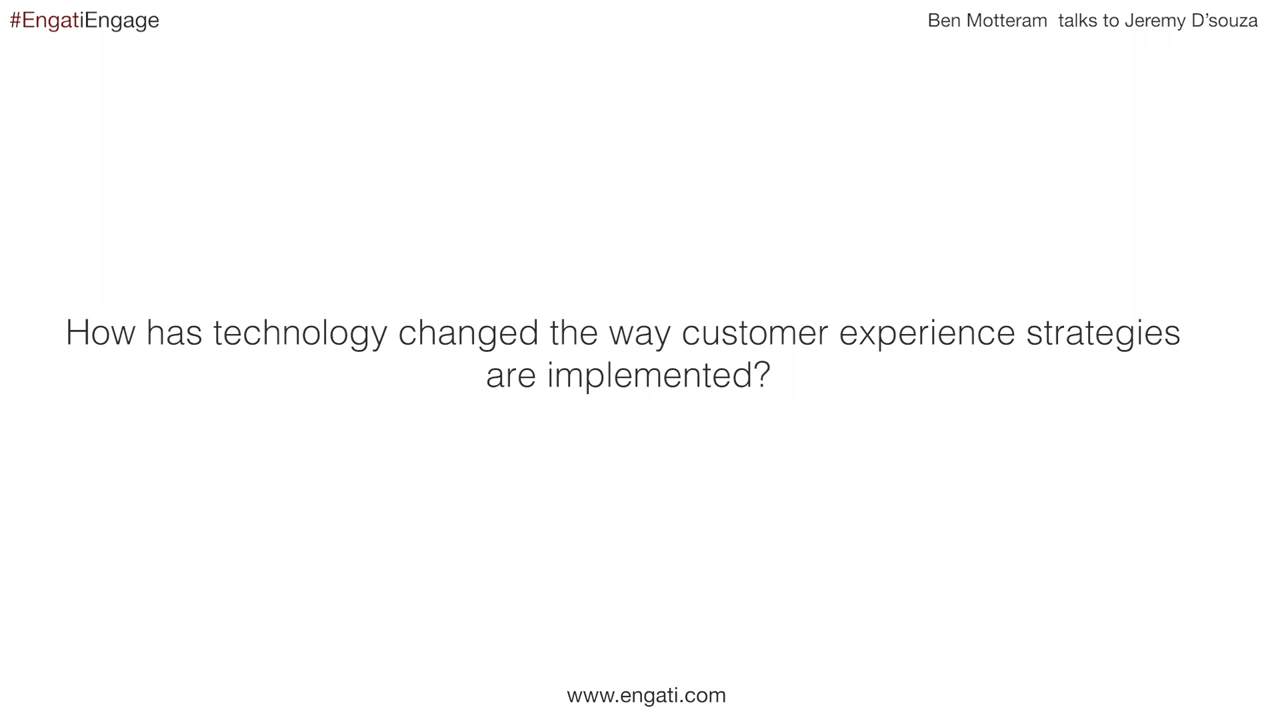 #EngatiEngage
Ben Motteram talks to Jeremy D'souza
How has technology changed the way customer experience strategies
are implemented?
www.engati.com